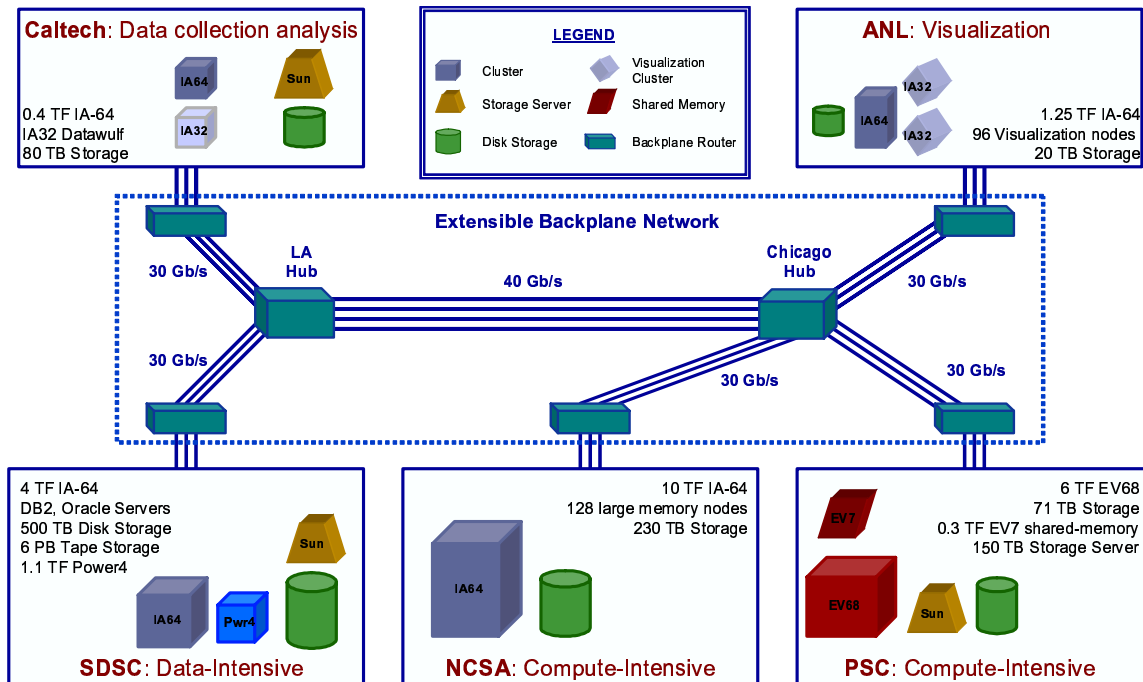 Caltech: Data collection analysis
IA64
Sun
IA32
0.4 TF IA-64
IA32 Datawulf
80 TB Storage
LEGEND
Cluster
Visualization
Cluster
Storage Server
Shared Memory
Disk Storage
Backplane Router
ANL: Visualization
IA32
IA64
IA32
1.25 TF IA-64
96 Visualization nodes
20 TB Storage
Extensible Backplane Network
LA
Hub
Chicago
Hub
30 Gb/s
40 Gb/s
30 Gb/s
30 Gb/s
30 Gb/s
30 Gb/s
4 TF IA-64
DB2, Oracle Servers
500 TB Disk Storage
6 PB Tape Storage
1.1 TF Power4
Sun
IA64
Pwr4
SDSC: Data-Intensive
10 TF IA-64
128 large memory nodes
230 TB Storage
IA64
NCSA: Compute-Intensive
6 TF EV68
71 TB Storage
0.3 TF EV7 shared-memory
150 TB Storage Server
EV7
EV68
Sun
PSC: Compute-Intensive